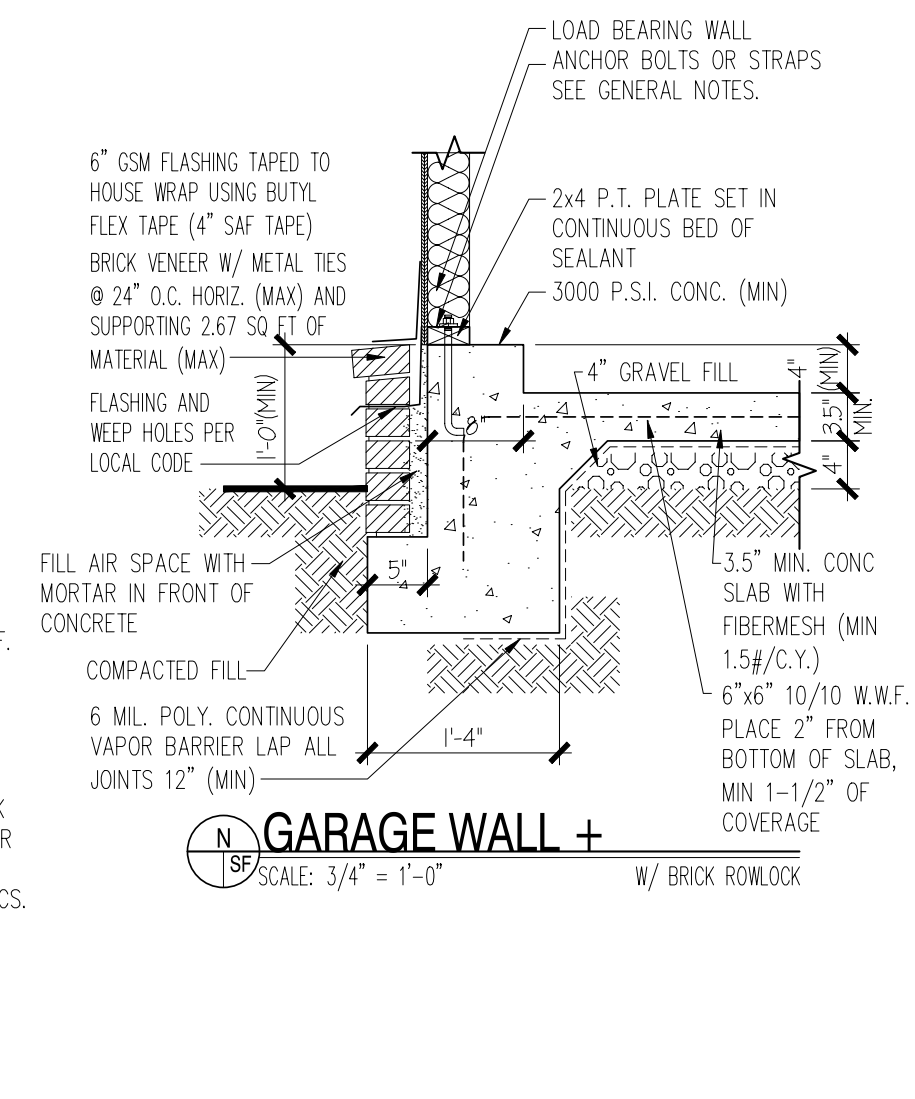 LOAD BEARING WALL
ANCHOR BOLTS OR STRAPS
SEE GENERAL NOTES.
6" GSM FLASHING TAPED TO
HOUSE WRAP USING BUTYL
FLEX TAPE (4" SAF TAPE)
BRICK VENEER W/ METAL TIES
@ 24" O.C. HORIZ. (MAX) AND
SUPPORTING 2.67 SQ FT OF
MATERIAL (MAX)
FLASHING AND
WEEP HOLES PER
LOCAL CODE
1'-0"(MIN)
2x4 P.T. PLATE SET IN
CONTINUOUS BED OF
SEALANT
3000 P.S.I. CONC. (MIN)
4" GRAVEL FILL
8"
4"
(MIN)
3.5"
MIN.
4"
FILL AIR SPACE WITH
MORTAR IN FRONT OF
CONCRETE
5"
COMPACTED FILL
6 MIL. POLY. CONTINUOUS
VAPOR BARRIER LAP ALL
JOINTS 12" (MIN)
1'-4"
3.5" MIN. CONC
SLAB WITH
FIBERMESH (MIN
1.5#/C.Y.)
6"x6" 10/10 W.W.F.
PLACE 2" FROM
BOTTOM OF SLAB,
MIN 1-1/2" OF
COVERAGE
F.
K
R
CS.
N
SF
GARAGE WALL +
SCALE: 3/4" = 1'-0"
W/ BRICK ROWLOCK